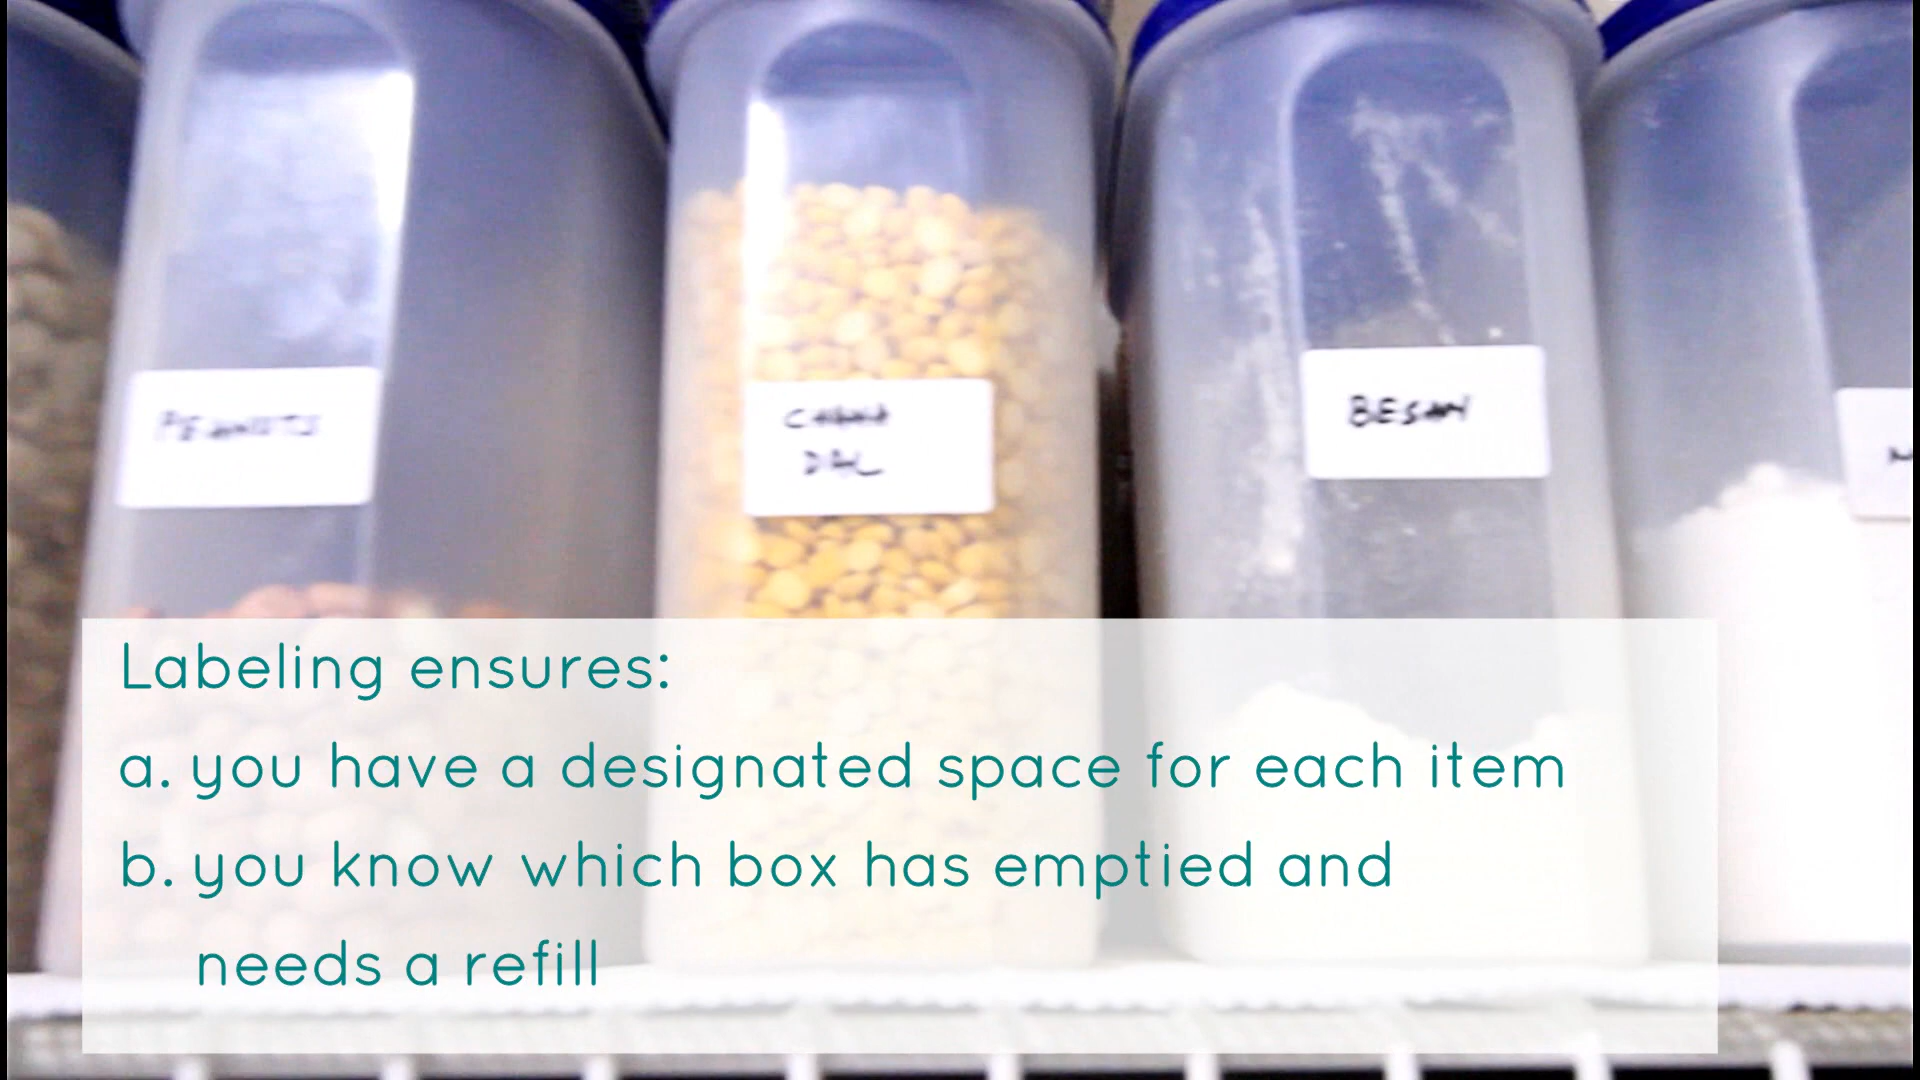 PEANUTS
CHANA
DAL
BESAN
Labeling ensures:
a. you have a designated space for each item
b. you know which box has emptied and
needs a refill